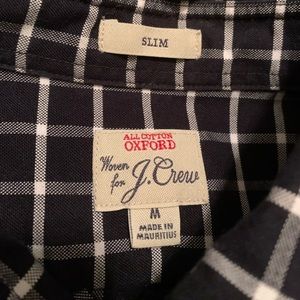 SLIM
ALL COTTON
OXFORD
Woven
for J.Crew
M
MADE IN
MAURITIUS